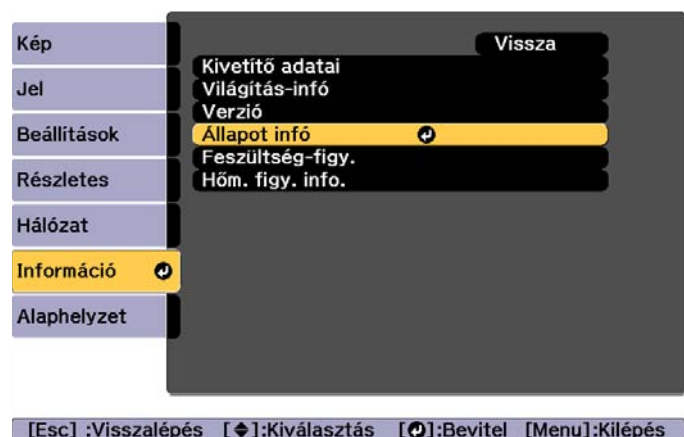 Kép
Jel
Beállítások
Részletes
Hálózat
Információ
Alaphelyzet
Vissza
Kivetítő adatai
Világítás-infó
Verzió
Állapot infó
Feszültség-figy.
Hőm. figy. info.
[Esc] :Visszalépés [◆]:Kiválasztás [↵]:Bevitel [Menu]:Kilépés